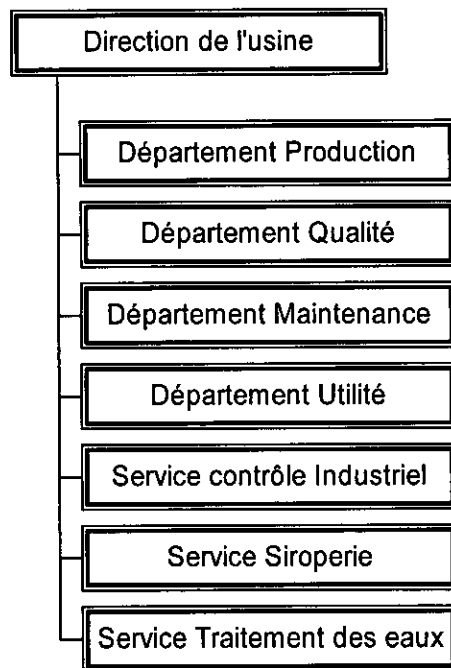 Direction de l'usine
Département Production
Département Qualité
Département Maintenance
Département Utilité
Service contrôle Industriel
Service Siroperie
Service Traitement des eaux